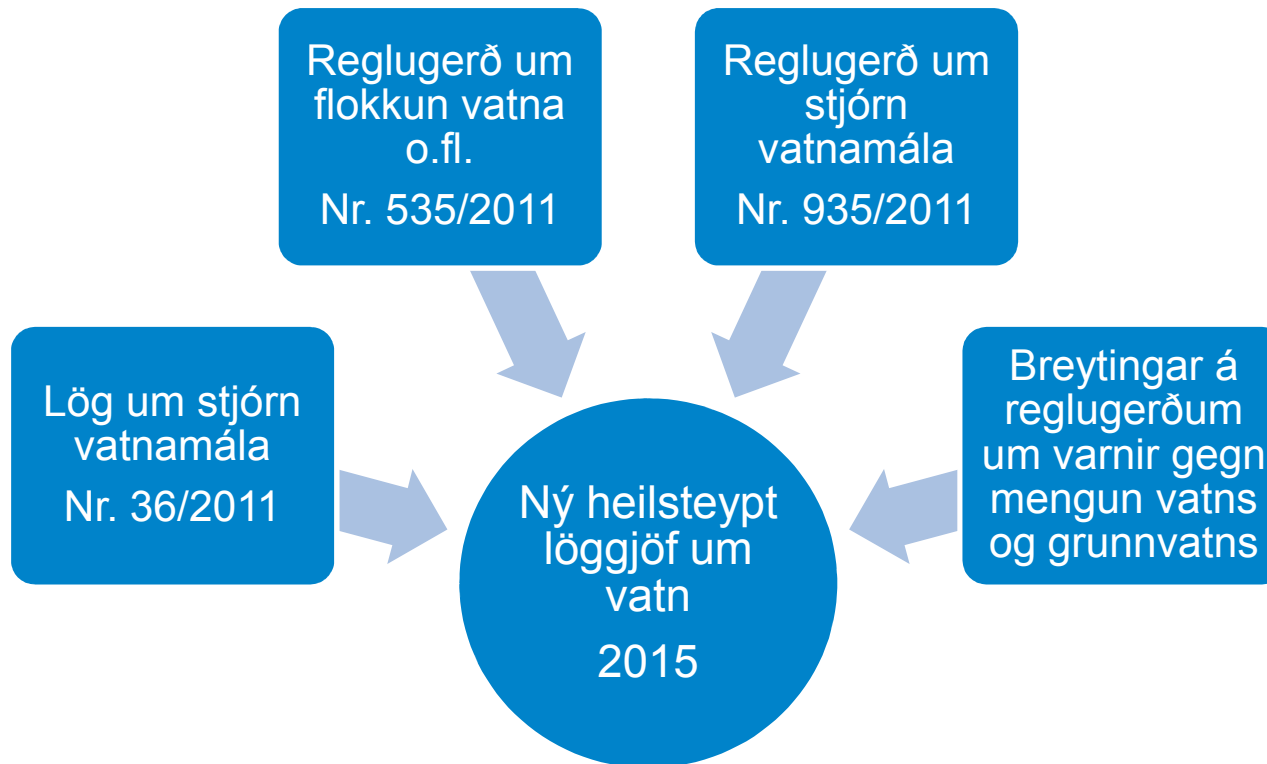 Reglugerð um
flokkun vatna
o.fl.
Nr. 535/2011
Reglugerð um
stjórn
vatnamála
Nr. 935/2011
Lög um stjórn
vatnamála
Nr. 36/2011
Breytingar á
reglugerðum
um varnir gegn
mengun vatns
og grunnvatns
Ný heilsteypt
löggjöf um
vatn
2015